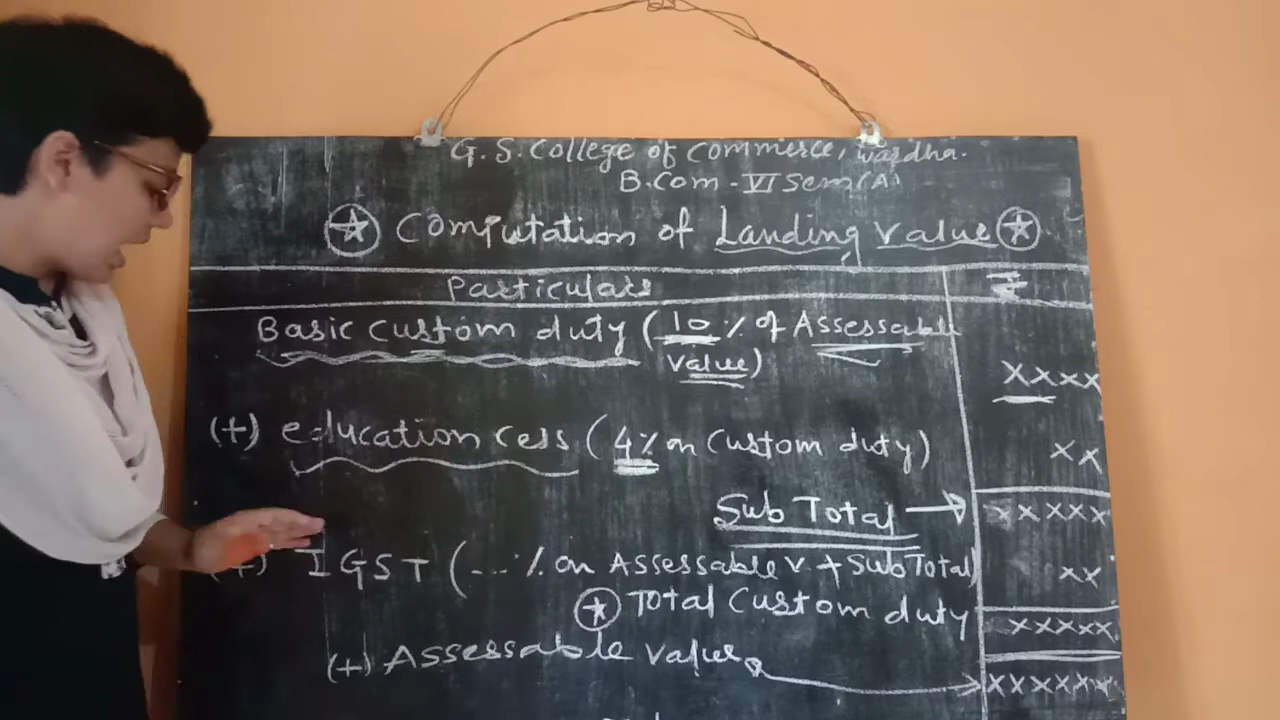 G.S. College of Commerce, Wardha.
B.Com - VI Sem (A)
Computation of Landing Value
Particulars ₹
Basic Custom duty (10% of Assessable
Value) XXXX
(+) education cess (4% on Custom duty) XX
Sub Total → XXXXX
(+) IGST (...% on Assessable v. + Sub Total) XX
Total Custom duty XXXXX
(+) Assessable value → XXXXXX